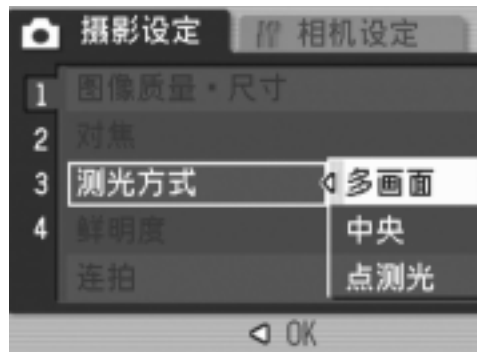 摄影设定 相机设定
1 图像质量·尺寸
2 对焦
3 测光方式 多画面
4 鲜明度 中央
连拍 点测光
OK